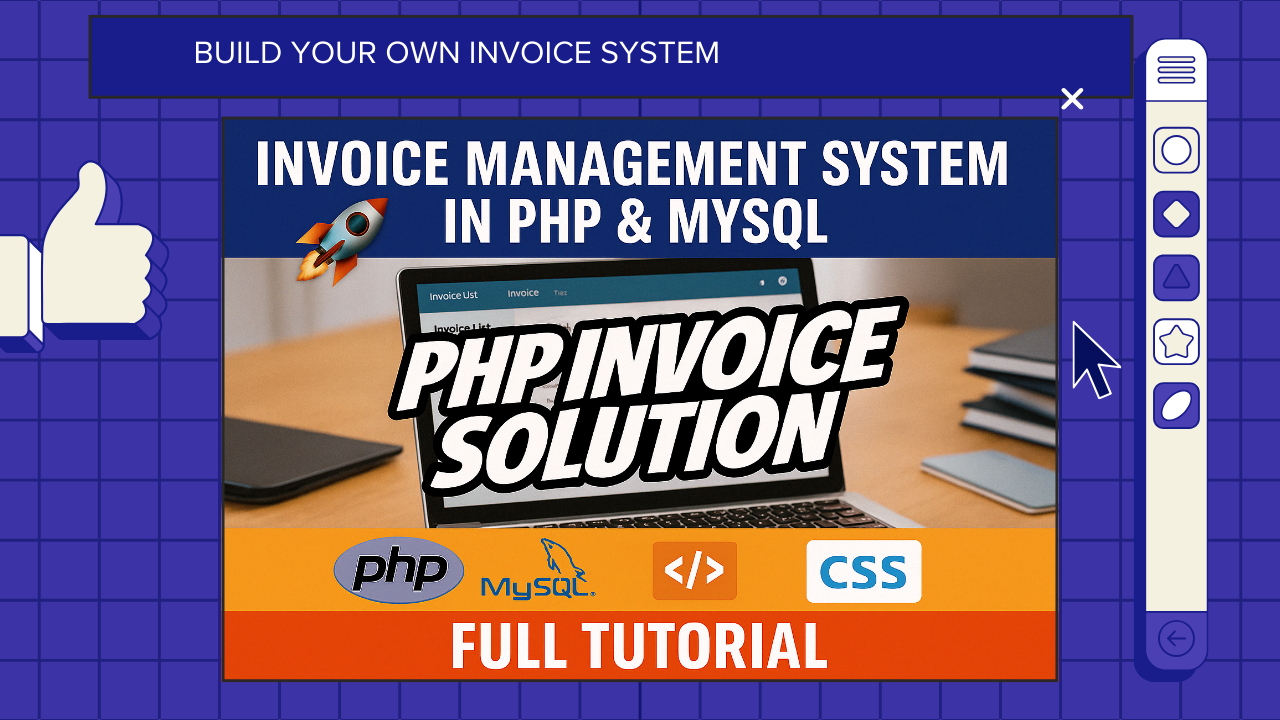 BUILD YOUR OWN INVOICE SYSTEM
INVOICE MANAGEMENT SYSTEM
IN PHP & MYSQL
Invoice Ust Invoice
Invoice List
PHP INVOICE
SOLUTION
php MySQL </> CSS
FULL TUTORIAL